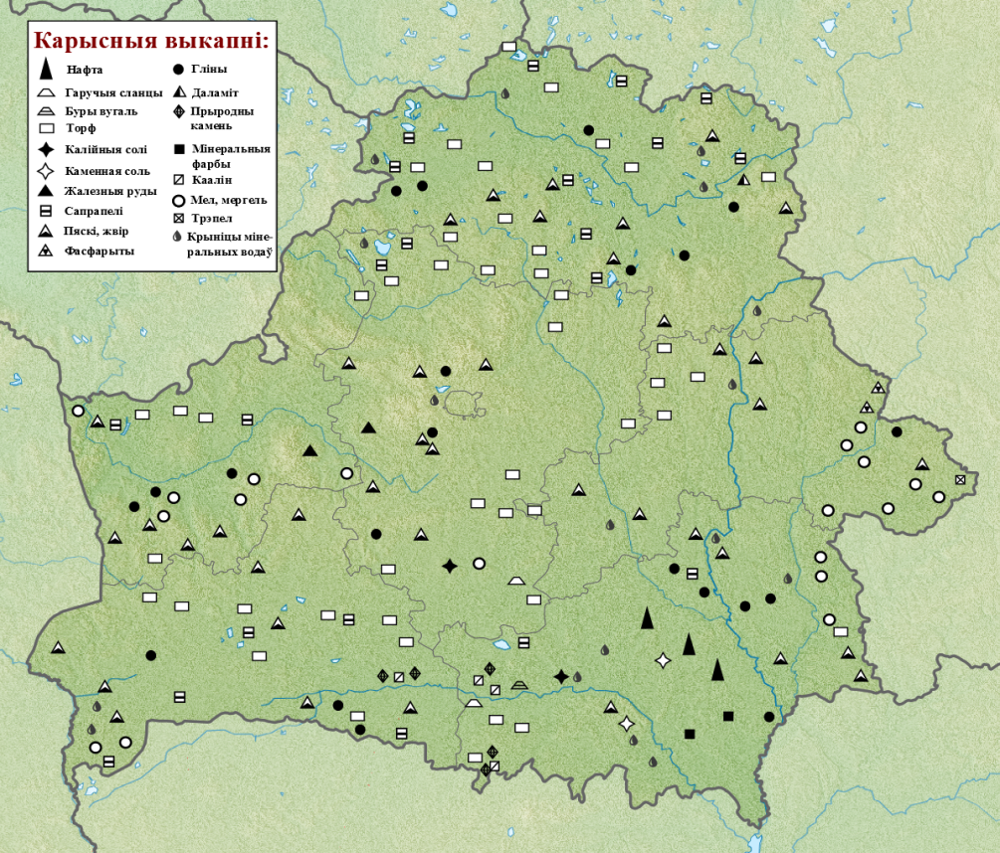 Карысныя выкапні:
Нафта
Гаручыя сланцы
Буры вугаль
Торф
Калійныя солі
Каменная соль
Жалезныя руды
Сапрапелі
Пяскі, жвір
Фасфарыты
Гліны
Даламіт
Прыродны
камень
Мінеральныя
фарбы
Каалін
Мел, мергель
Трэпел
Крыніцы міне-
ральных водаў